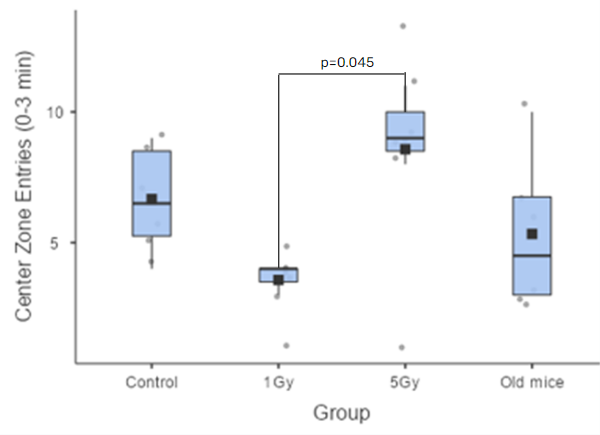 Center Zone Entries (0-3 min)
p=0.045
10
5
Control 1Gy 5Gy Old mice
Group